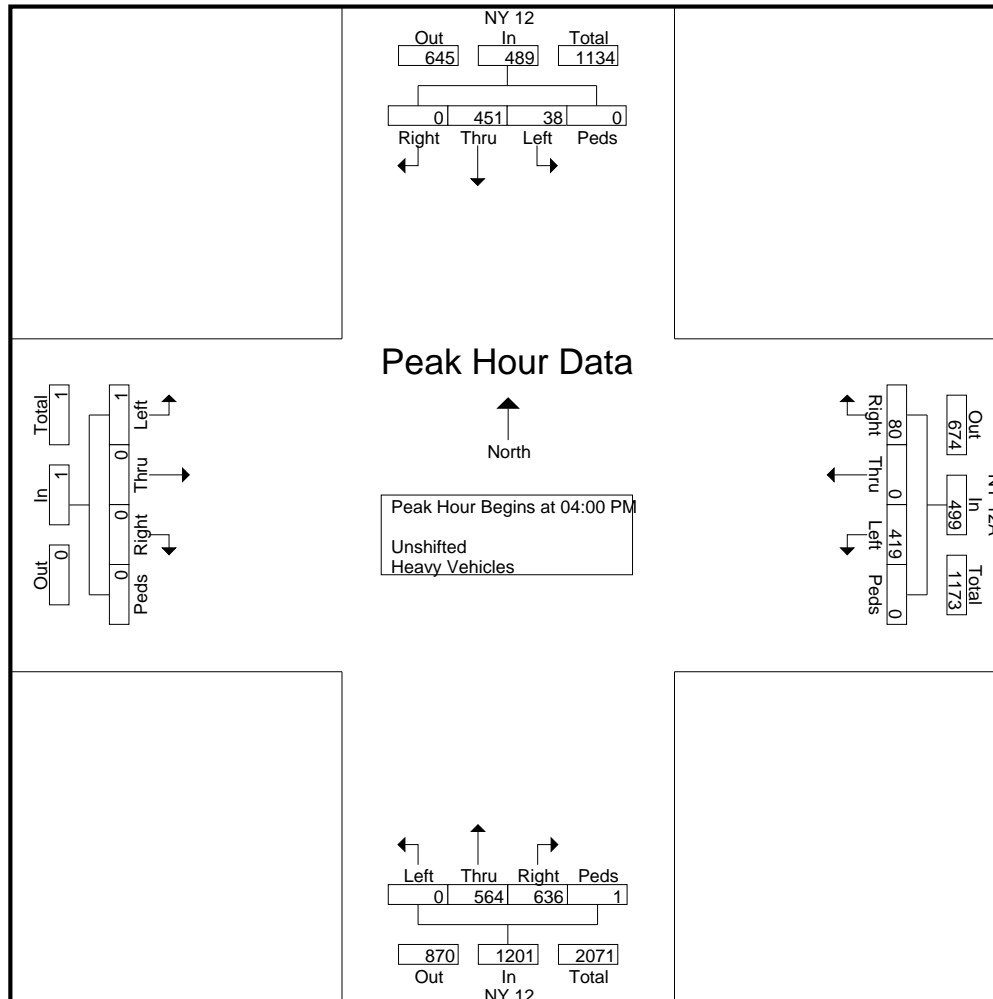 NY 12
Out In Total
645 489 1134
0 451 38 0
Right Thru Left Peds
Peak Hour Data
North
Peak Hour Begins at 04:00 PM
Unshifted
Heavy Vehicles
Total In Out
1 1 0
1 0 0 0
Left Thru Right Peds
NY 12A
Out In Total
674 499 1173
80 0 419 0
Right Thru Left Peds
Left Thru Right Peds
0 564 636 1
870 1201 2071
Out In Total
NY 12